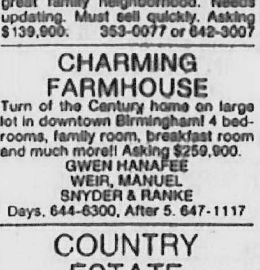 great family neighborhood. Needs
updating. Must sell quickly. Asking
$139,900. 353-0077 or 642-3007
CHARMING
FARMHOUSE
Turn of the Century home on large
lot in downtown Birmingham! 4 bed-
rooms, family room, breakfast room
and much more!! Asking $259,900.
GWEN HANAFEE
WEIR, MANUEL
SNYDER & RANKE
Days, 644-6300, After 5. 647-1117
COUNTRY
ESTATE